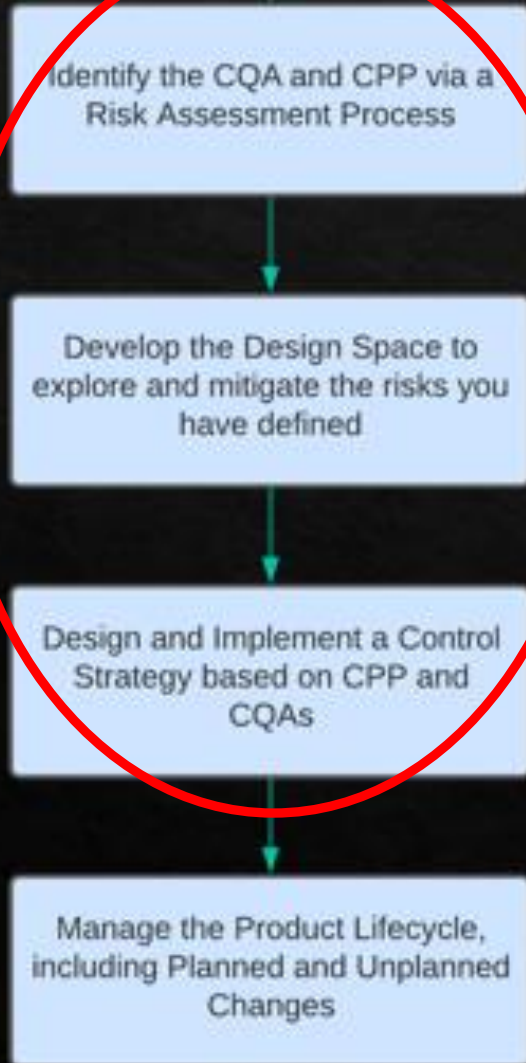 Identify the CQA and CPP via a
Risk Assessment Process
Develop the Design Space to
explore and mitigate the risks you
have defined
Design and Implement a Control
Strategy based on CPP and
CQAs
Manage the Product Lifecycle,
including Planned and Unplanned
Changes